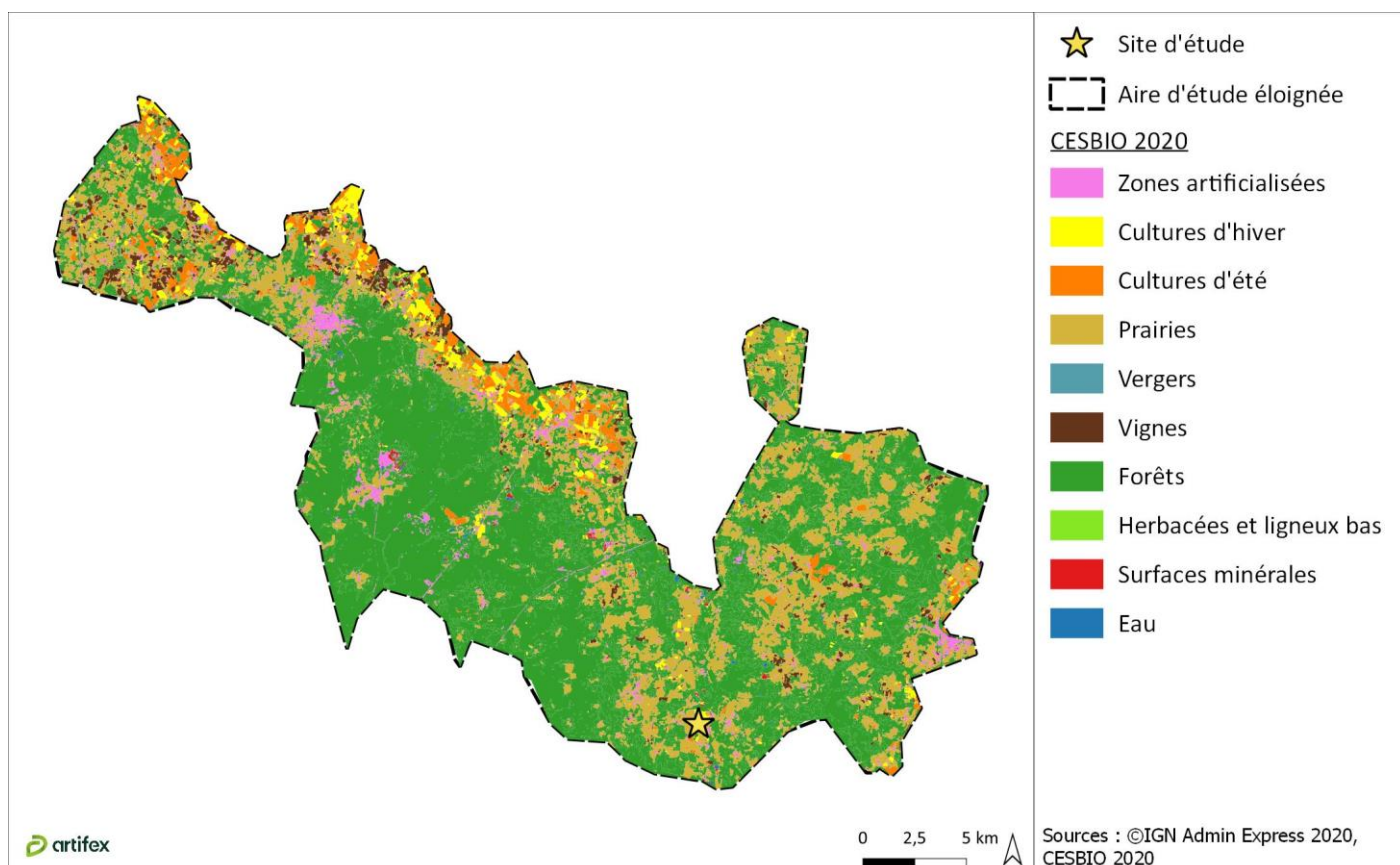 Site d'étude
Aire d'étude éloignée
CESBIO 2020
Zones artificialisées
Cultures d'hiver
Cultures d'été
Prairies
Vergers
Vignes
Forêts
Herbacées et ligneux bas
Surfaces minérales
Eau
artifex
0 2,5 5 km
Sources : ©IGN Admin Express 2020,
CESBIO 2020